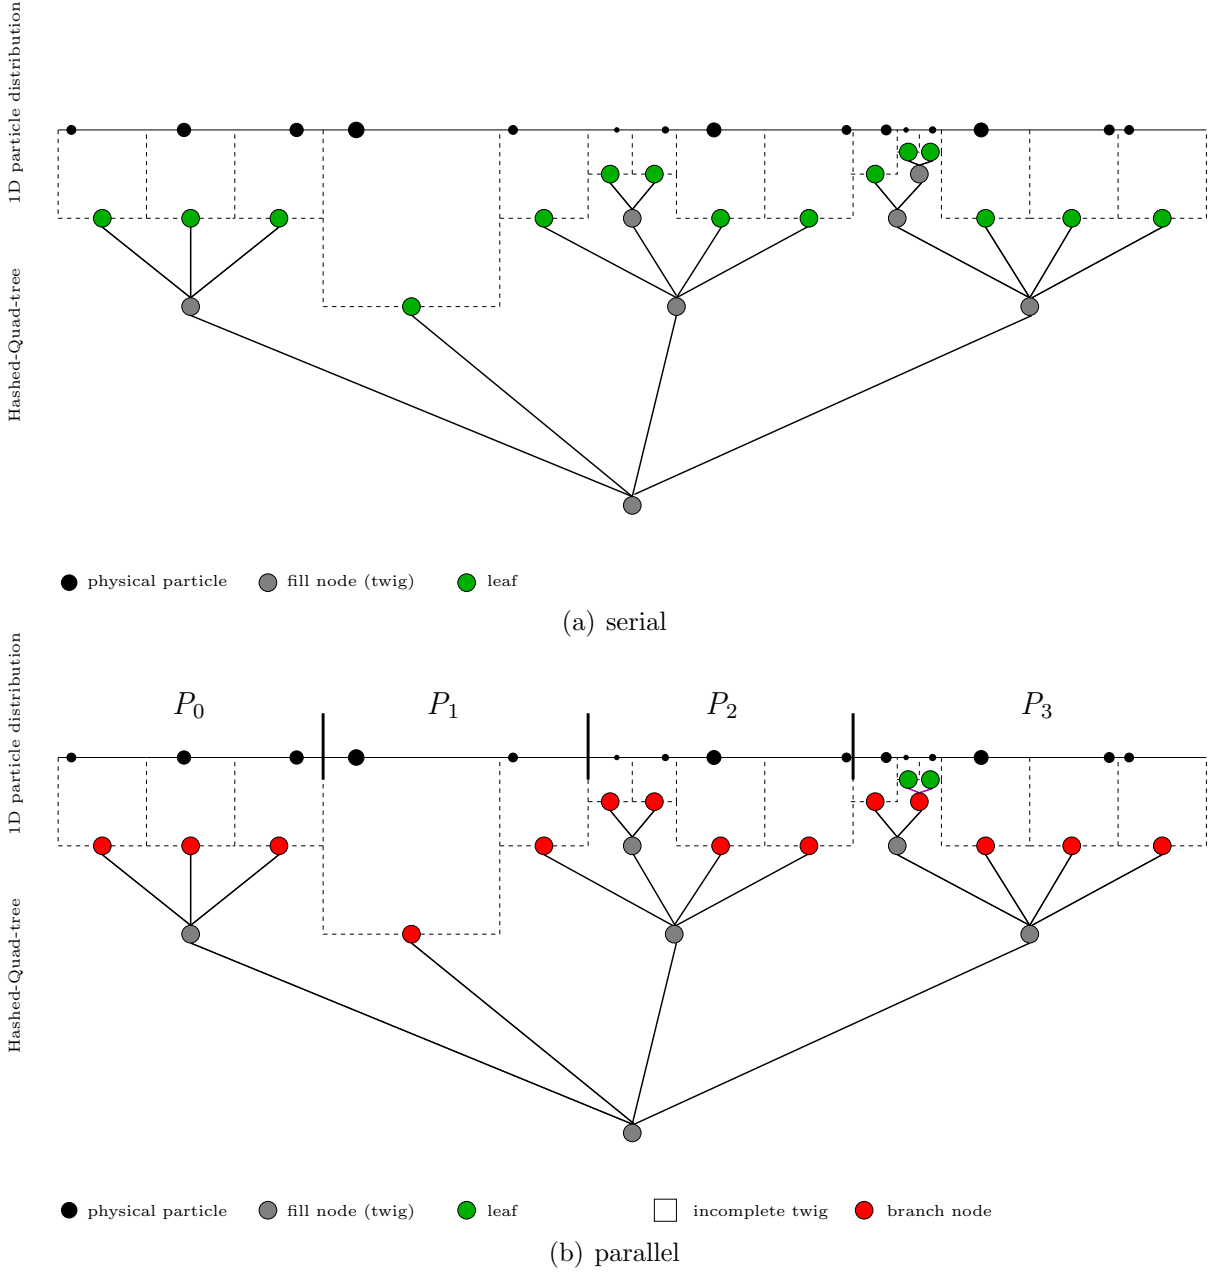 1D particle distribution
Hashed-Quad-tree
physical particle fill node (twig) leaf
(a) serial
1D particle distribution
P0 P1 P2 P3
Hashed-Quad-tree
physical particle fill node (twig) leaf incomplete twig branch node
(b) parallel